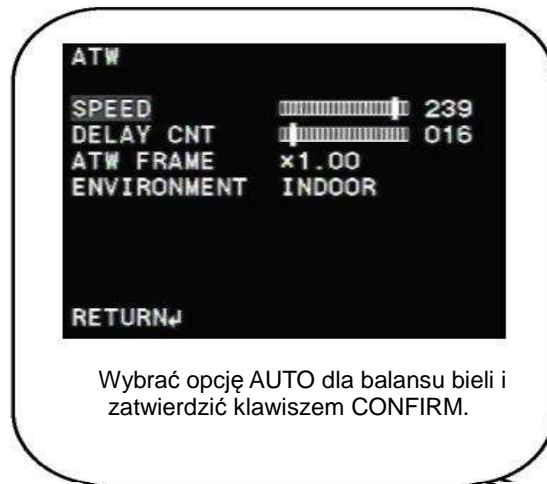 ATW
SPEED 239
DELAY CNT 016
ATW FRAME ×1.00
ENVIRONMENT INDOOR
RETURN↲
Wybrać opcję AUTO dla balansu bieli i
zatwierdzić klawiszem CONFIRM.